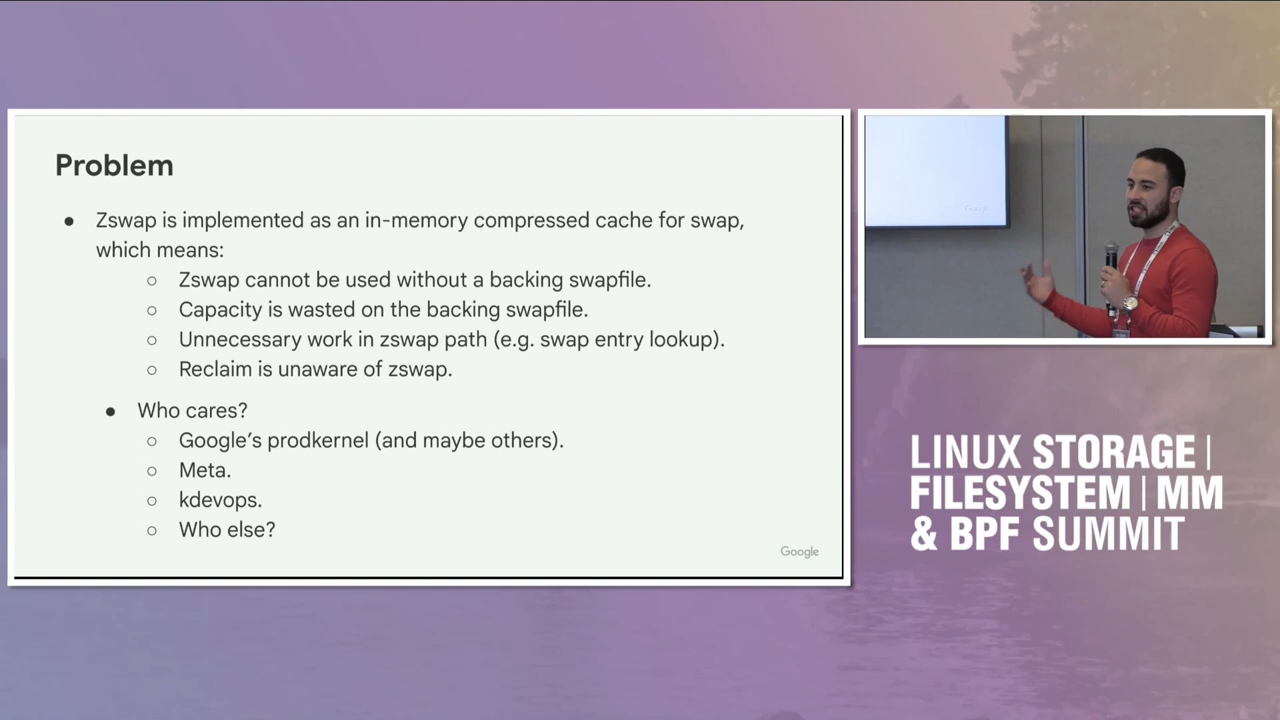 Problem
● Zswap is implemented as an in-memory compressed cache for swap,
which means:
○ Zswap cannot be used without a backing swapfile.
○ Capacity is wasted on the backing swapfile.
○ Unnecessary work in zswap path (e.g. swap entry lookup).
○ Reclaim is unaware of zswap.
● Who cares?
○ Google’s prodkernel (and maybe others).
○ Meta.
○ kdevops.
○ Who else?
Google
Google
LINUX STORAGE |
FILESYSTEM | MM
& BPF SUMMIT